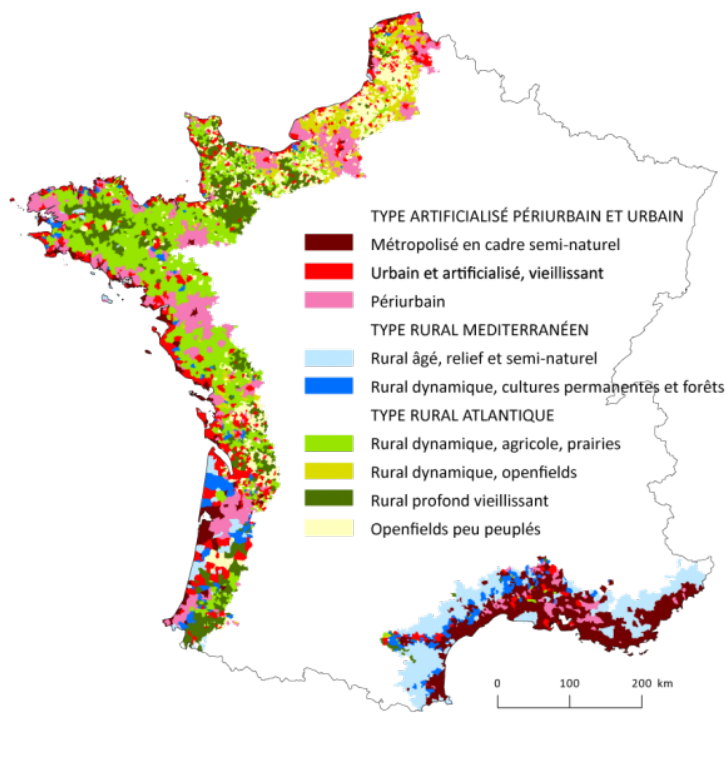 TYPE ARTIFICIALISÉ PÉRIURBAIN ET URBAIN
Métropolisé en cadre semi-naturel
Urbain et artificialisé, vieillissant
Périurbain
TYPE RURAL MEDITERRANÉEN
Rural âgé, relief et semi-naturel
Rural dynamique, cultures permanentes et forêts
TYPE RURAL ATLANTIQUE
Rural dynamique, agricole, prairies
Rural dynamique, openfields
Rural profond vieillissant
Openfields peu peuplés
0 100 200 km